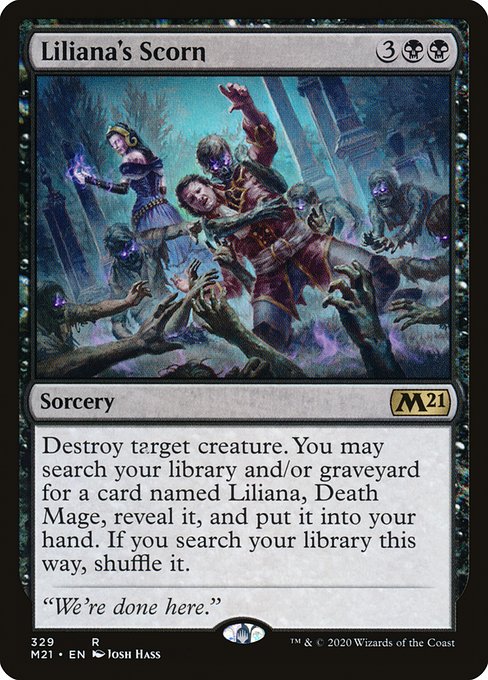 Liliana's Scorn 3
Sorcery M21
Destroy target creature. You may
search your library and/or graveyard
for a card named Liliana, Death
Mage, reveal it, and put it into your
hand. If you search your library this
way, shuffle it.
“We’re done here.”
329 R ™ & © 2020 Wizards of the Coast
M21 • EN Josh Hass